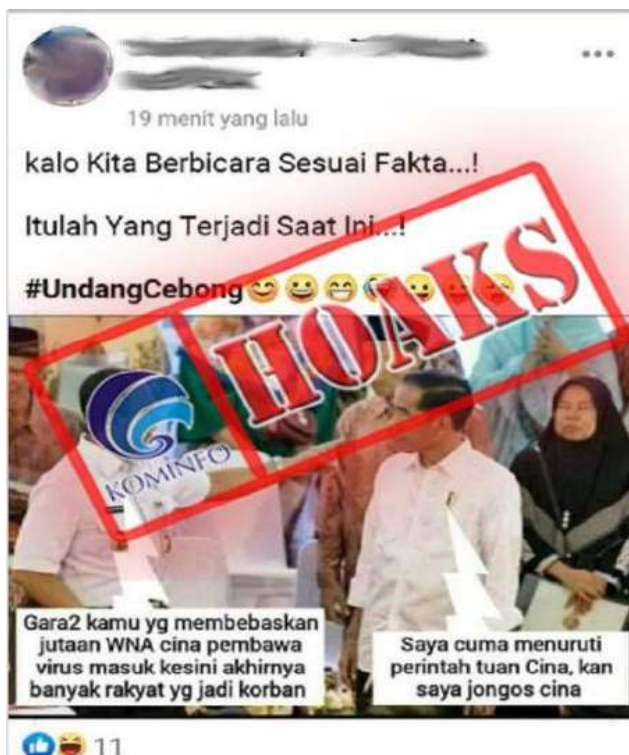 19 menit yang lalu
kalo Kita Berbicara Sesuai Fakta...!
Itulah Yang Terjadi Saat Ini...!
#UndangCebong
HOAKS
KOMINFO
Gara2 kamu yg membebaskan
jutaan WNA cina pembawa
virus masuk kesini akhirnya
banyak rakyat yg jadi korban
Saya cuma menuruti
perintah tuan Cina, kan
saya jongos cina
11